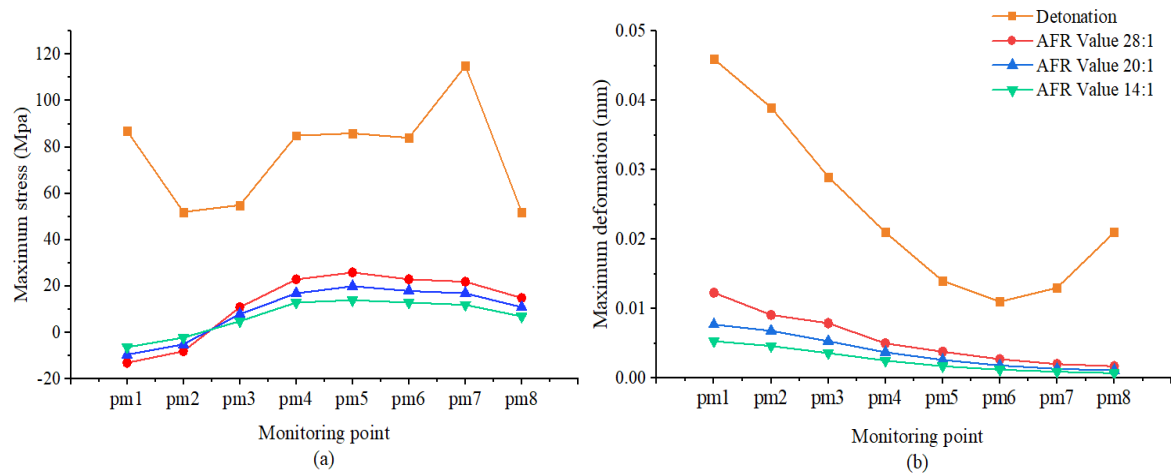 Maximum stress (Mpa)
120
100
80
60
40
20
0
-20
pm1 pm2 pm3 pm4 pm5 pm6 pm7 pm8
Monitoring point
(a)
Detonation
AFR Value 28:1
AFR Value 20:1
AFR Value 14:1
Maximum deformation (mm)
0.05
0.04
0.03
0.02
0.01
0.00
pm1 pm2 pm3 pm4 pm5 pm6 pm7 pm8
Monitoring point
(b)